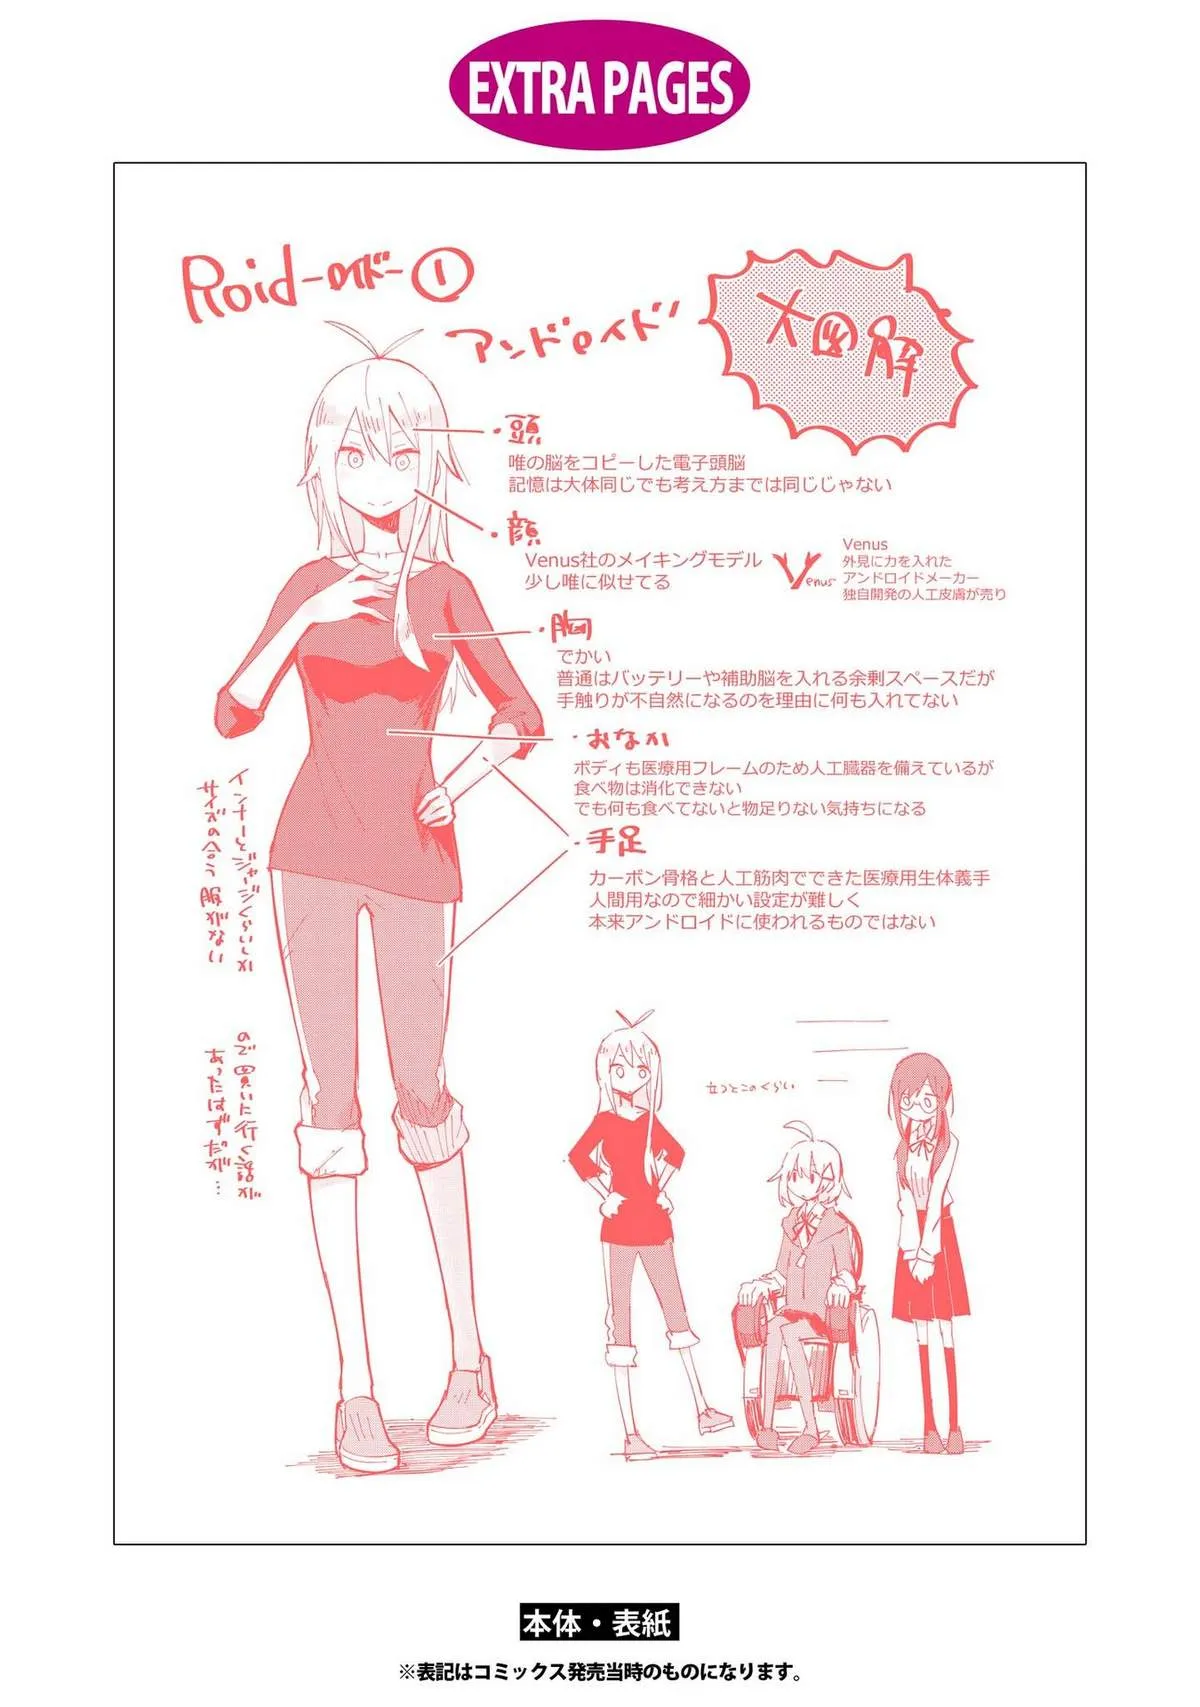 EXTRA PAGES
Roid-ロイド-①
アンドロイド
大図解
・頭
唯の脳をコピーした電子頭脳
記憶は大体同じでも考え方までは同じじゃない
・顔
Venus社のメイキングモデル
少し唯に似せてる
Venus
Venus
外見に力を入れた
アンドロイドメーカー
独自開発の人工皮膚が売り
・胸
でかい
普通はバッテリーや補助脳を入れる余剰スペースだが
手触りが不自然になるのを理由に何も入れてない
・おなか
ボディも医療用フレームのため人工臓器を備えているが
食べ物は消化できない
でも何も食べてないと物足りない気持ちになる
・手足
カーボン骨格と人工筋肉でできた医療用生体義手
人間用なので細かい設定が難しく
本来アンドロイドに使われるものではない
インナーとジャージくらいしか
サイズの合う服がない
ので買いに行く話が
あったはずだが…
立つとこのくらい
本体・表紙
※表記はコミックス発売当時のものになります。